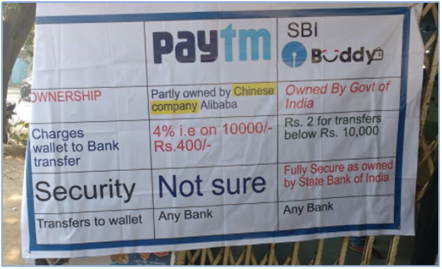 paytm
SBI
Buddy
OWNERSHIP
Partly owned by Chinese
company Alibaba
Owned By Govt of
India
Charges
wallet to Bank
transfer
4% i.e on 10000/-
Rs.400/-
Rs. 2 for transfers
below Rs. 10,000
Security
Not sure
Fully Secure as owned
by State Bank of India
Transfers to wallet
Any Bank
Any Bank